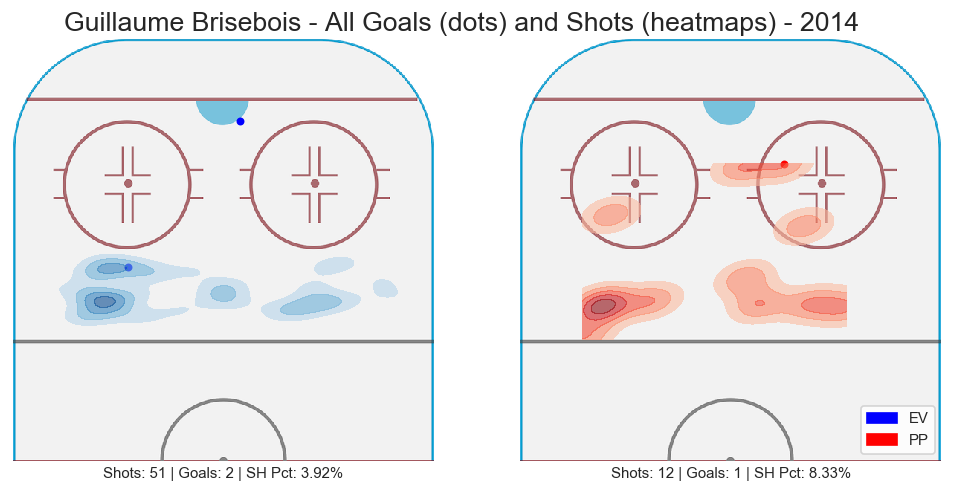 Guillaume Brisebois - All Goals (dots) and Shots (heatmaps) - 2014
EV
PP
Shots: 51 | Goals: 2 | SH Pct: 3.92%
Shots: 12 | Goals: 1 | SH Pct: 8.33%